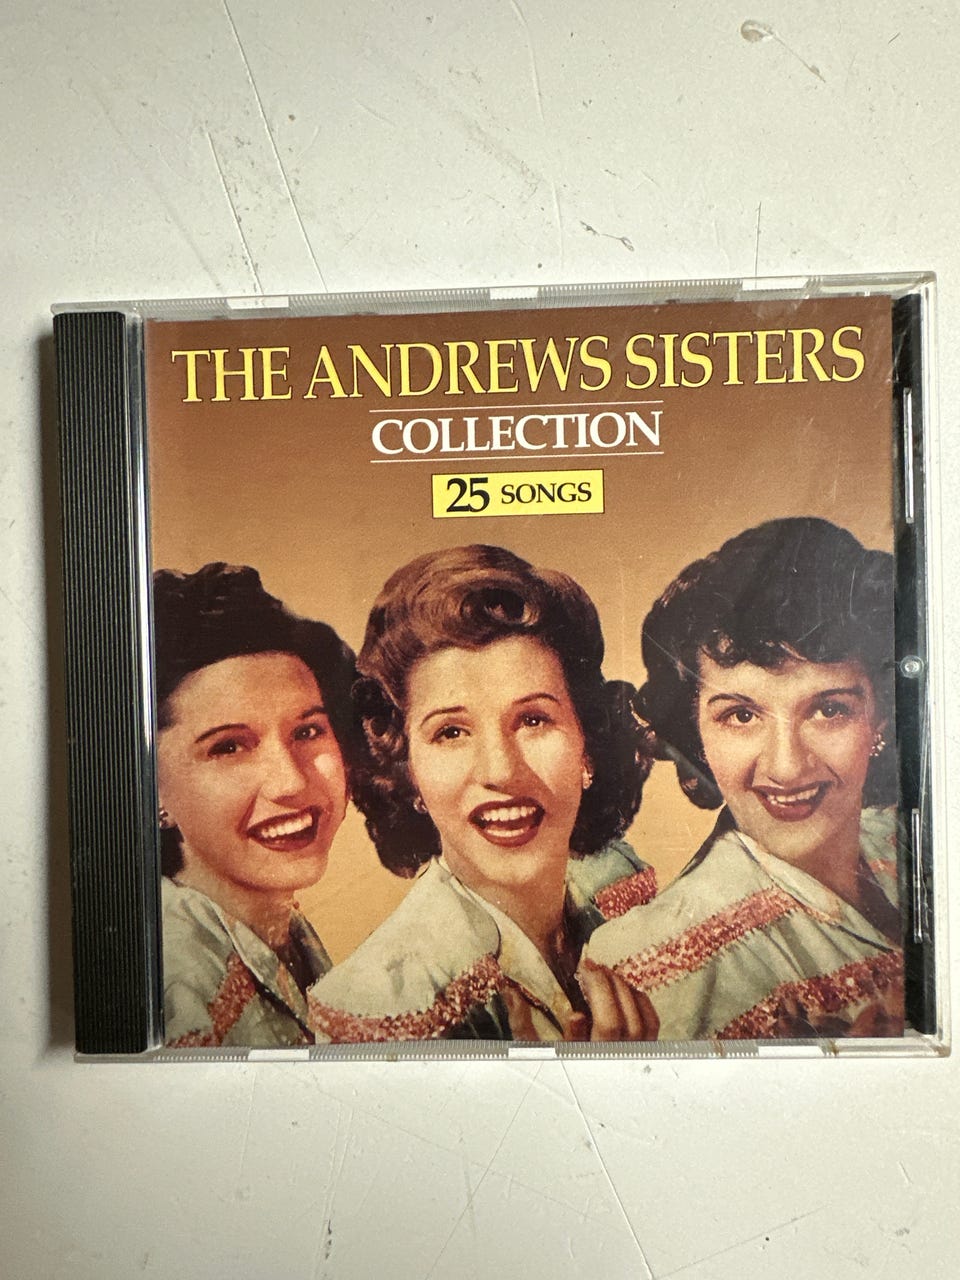 THE ANDREWS SISTERS
COLLECTION
25 SONGS